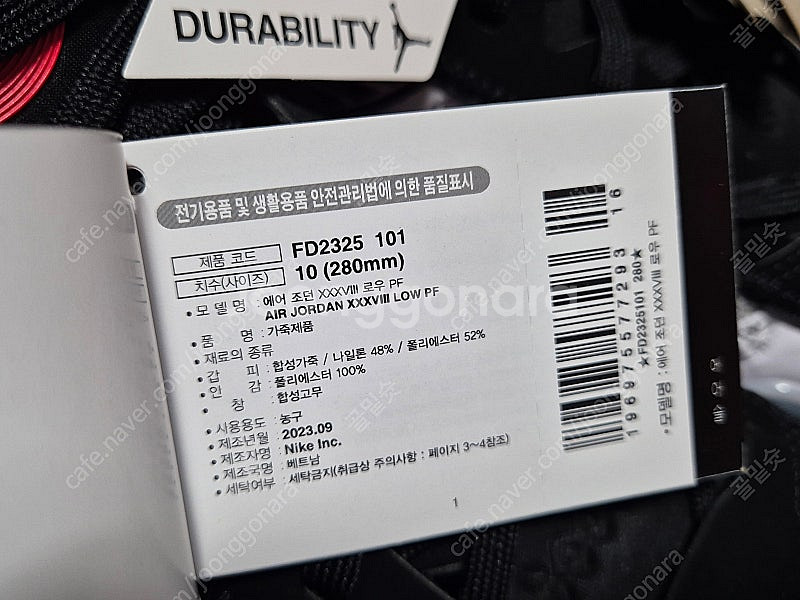 DURABILITY
전기용품 및 생활용품 안전관리법에 의한 품질표시
제품 코드 FD2325 101
치수(사이즈) 10 (280mm)
• 모 델 명 : 에어 조던 XXXVIII 로우 PF
AIR JORDAN XXXVIII LOW PF
• 품 명 : 가죽제품
• 재료의 종류
갑 피 : 합성가죽 / 나일론 48% / 폴리에스터 52%
• 안 감 : 폴리에스터 100%
• 창 : 합성고무
• 사용용도 : 농구
• 제조년월 : 2023.09
• 제조자명 : Nike Inc.
• 제조국명 : 베트남
• 세탁여부 : 세탁금지(취급상 주의사항 : 페이지 3~4참조)
1
16
196975577293
★FD2325101 280★
• 모델명 : 에어 조던 XXXVIII 로우 PF
joonggonara
cafe.naver.com/joonggonara
골밑슛